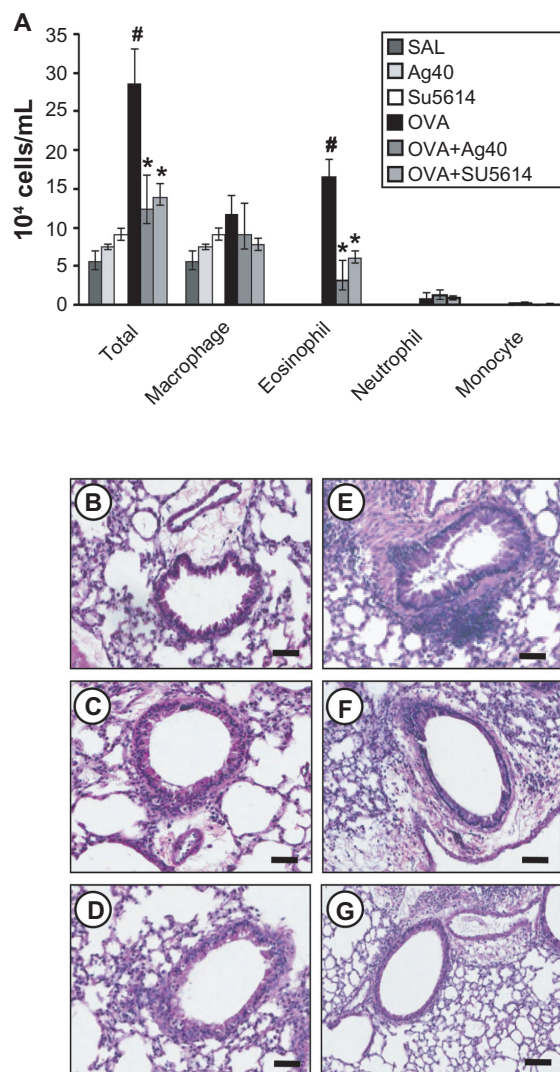 A
10⁴ cells/mL
35
30
25
20
15
10
5
0
#
*
*
#
*
*
SAL
Ag40
Su5614
OVA
OVA+Ag40
OVA+SU5614
Total
Macrophage
Eosinophil
Neutrophil
Monocyte
B
E
C
F
D
G